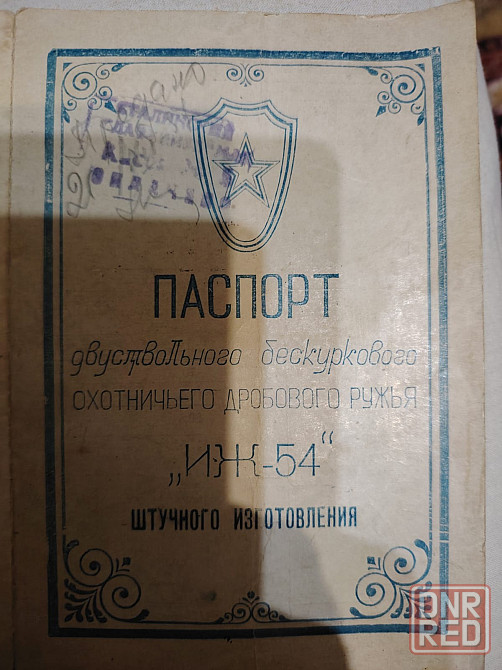 ПАСПОРТ
двуствольного бескуркового
ОХОТНИЧЬЕГО ДРОБОВОГО РУЖЬЯ
„ИЖ-54“
ШТУЧНОГО ИЗГОТОВЛЕНИЯ
DNR
RED